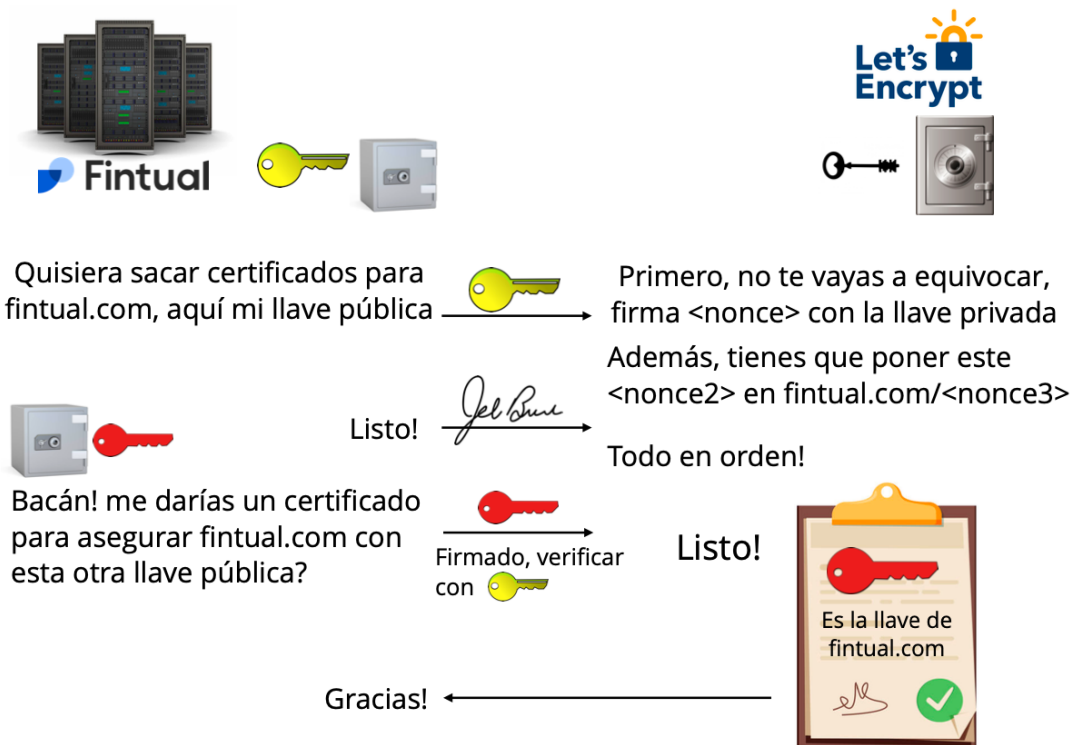 Let's
Encrypt
Fintual
Quisiera sacar certificados para
fintual.com, aquí mi llave pública
Primero, no te vayas a equivocar,
firma <nonce> con la llave privada
Además, tienes que poner este
<nonce2> en fintual.com/<nonce3>
Listo!
Todo en orden!
Bacán! me darías un certificado
para asegurar fintual.com con
esta otra llave pública?
Firmado, verificar
con
Listo!
Es la llave de
fintual.com
Gracias!